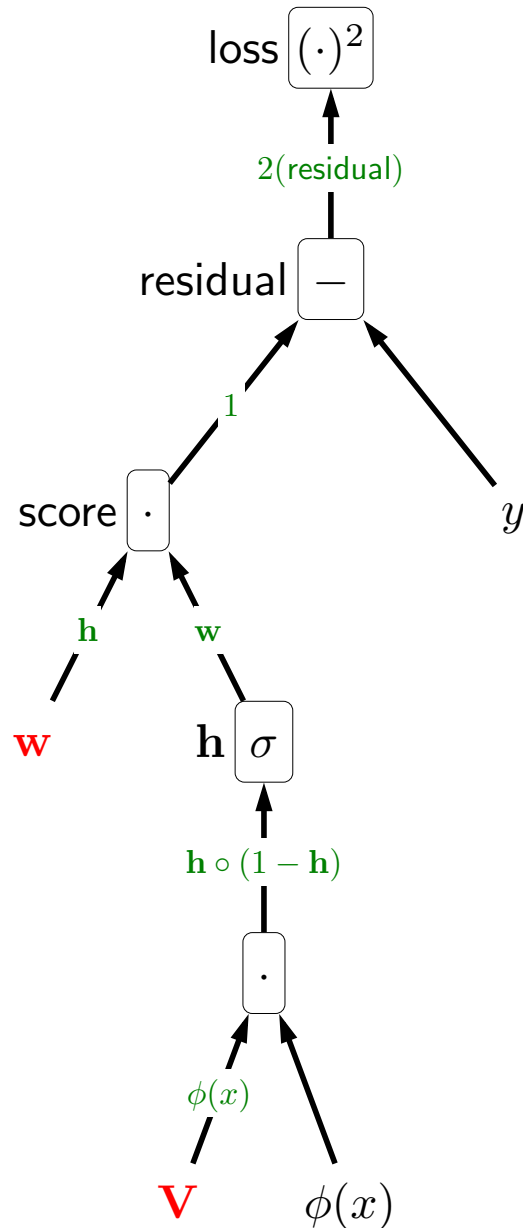 loss (·)²
2(residual)
residual −
1
score ·
y
h
w
w
h σ
h ∘ (1 − h)
·
ϕ(x)
V
ϕ(x)